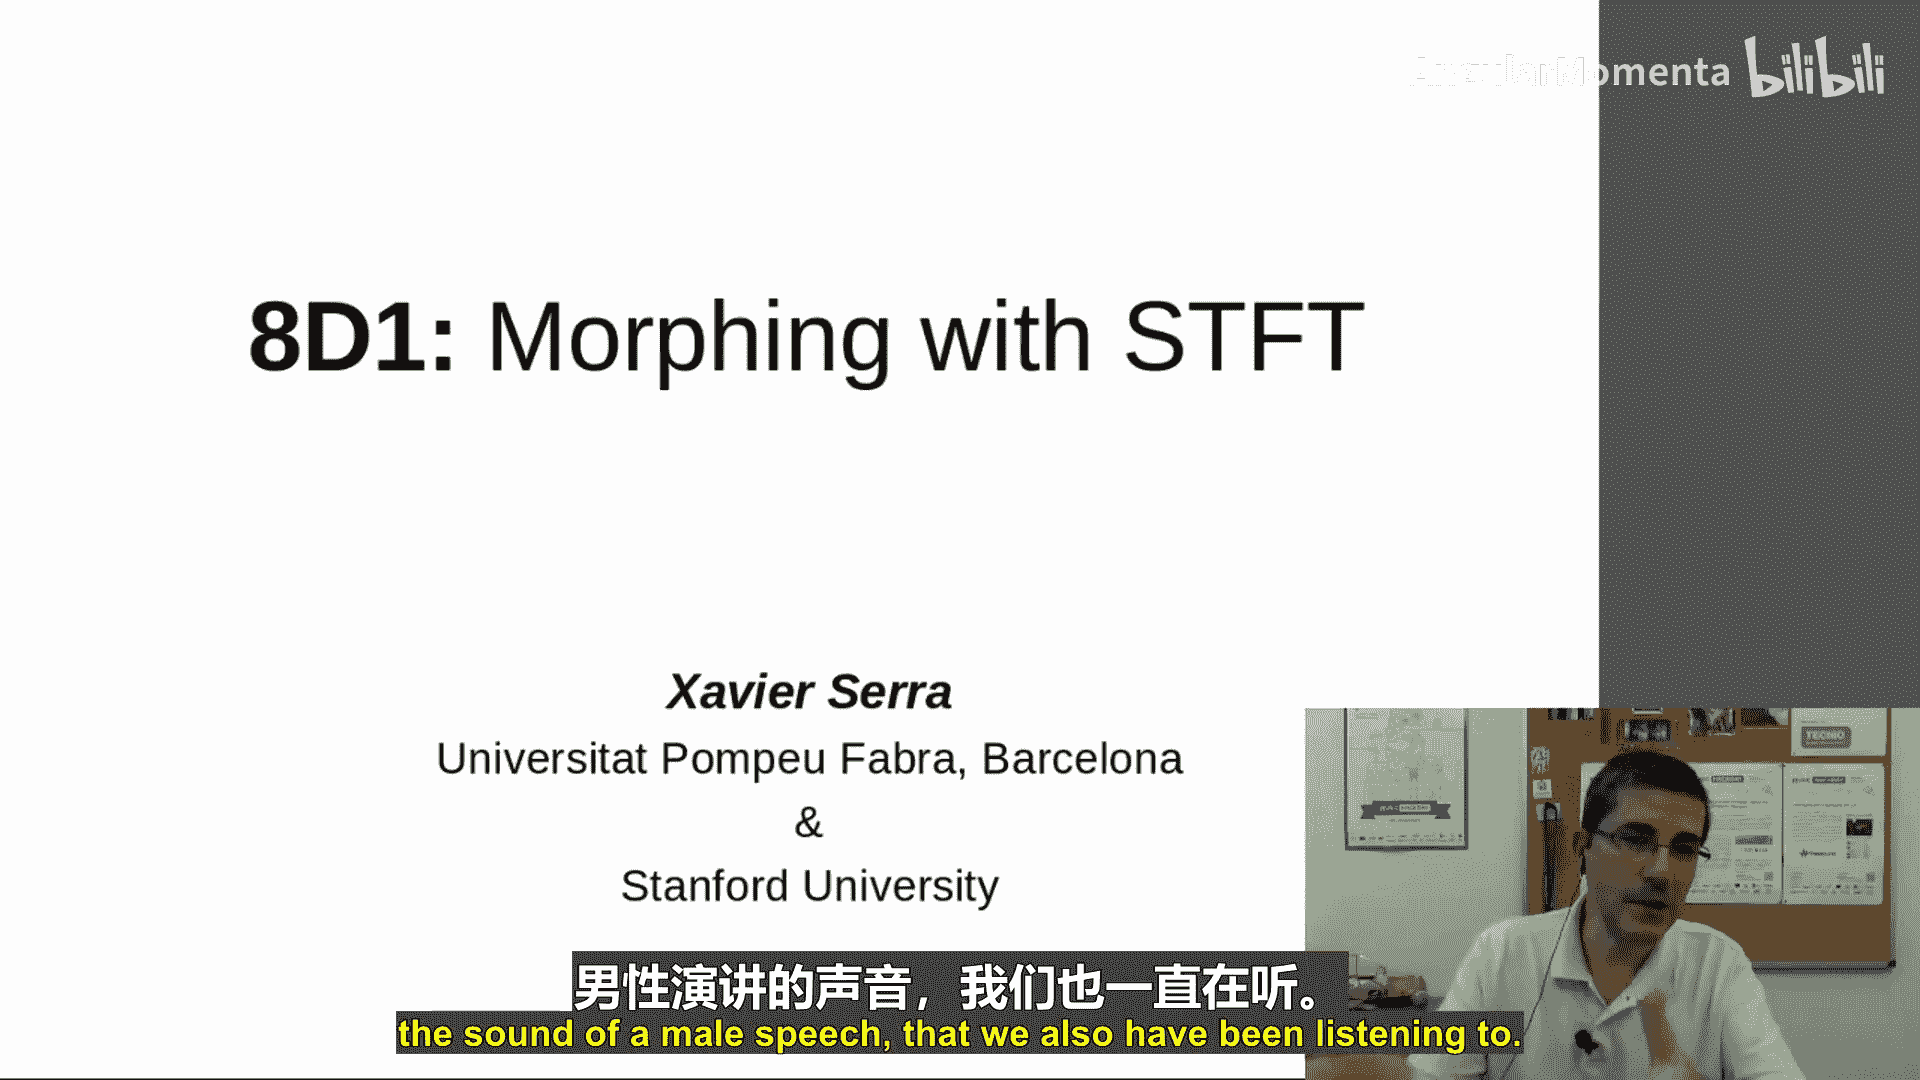 Momenta bilibili
8D1: Morphing with STFT
Xavier Serra
Universitat Pompeu Fabra, Barcelona
&
Stanford University
TECNIO
男性演讲的声音，我们也一直在听。
the sound of a male speech, that we also have been listening to.